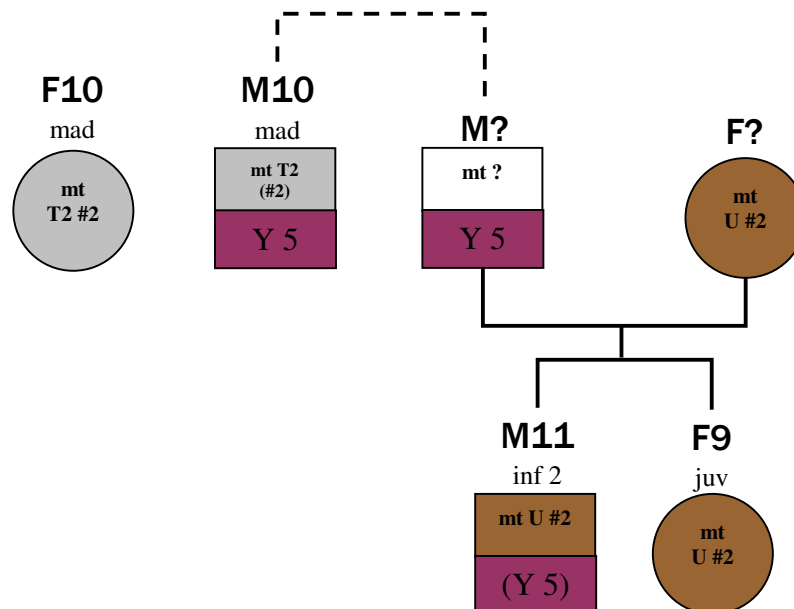 F10
mad
mt
T2 #2
M10
mad
mt T2
(#2)
Y 5
M?
mt ?
Y 5
F?
mt
U #2
M11
inf 2
mt U #2
(Y 5)
F9
juv
mt
U #2